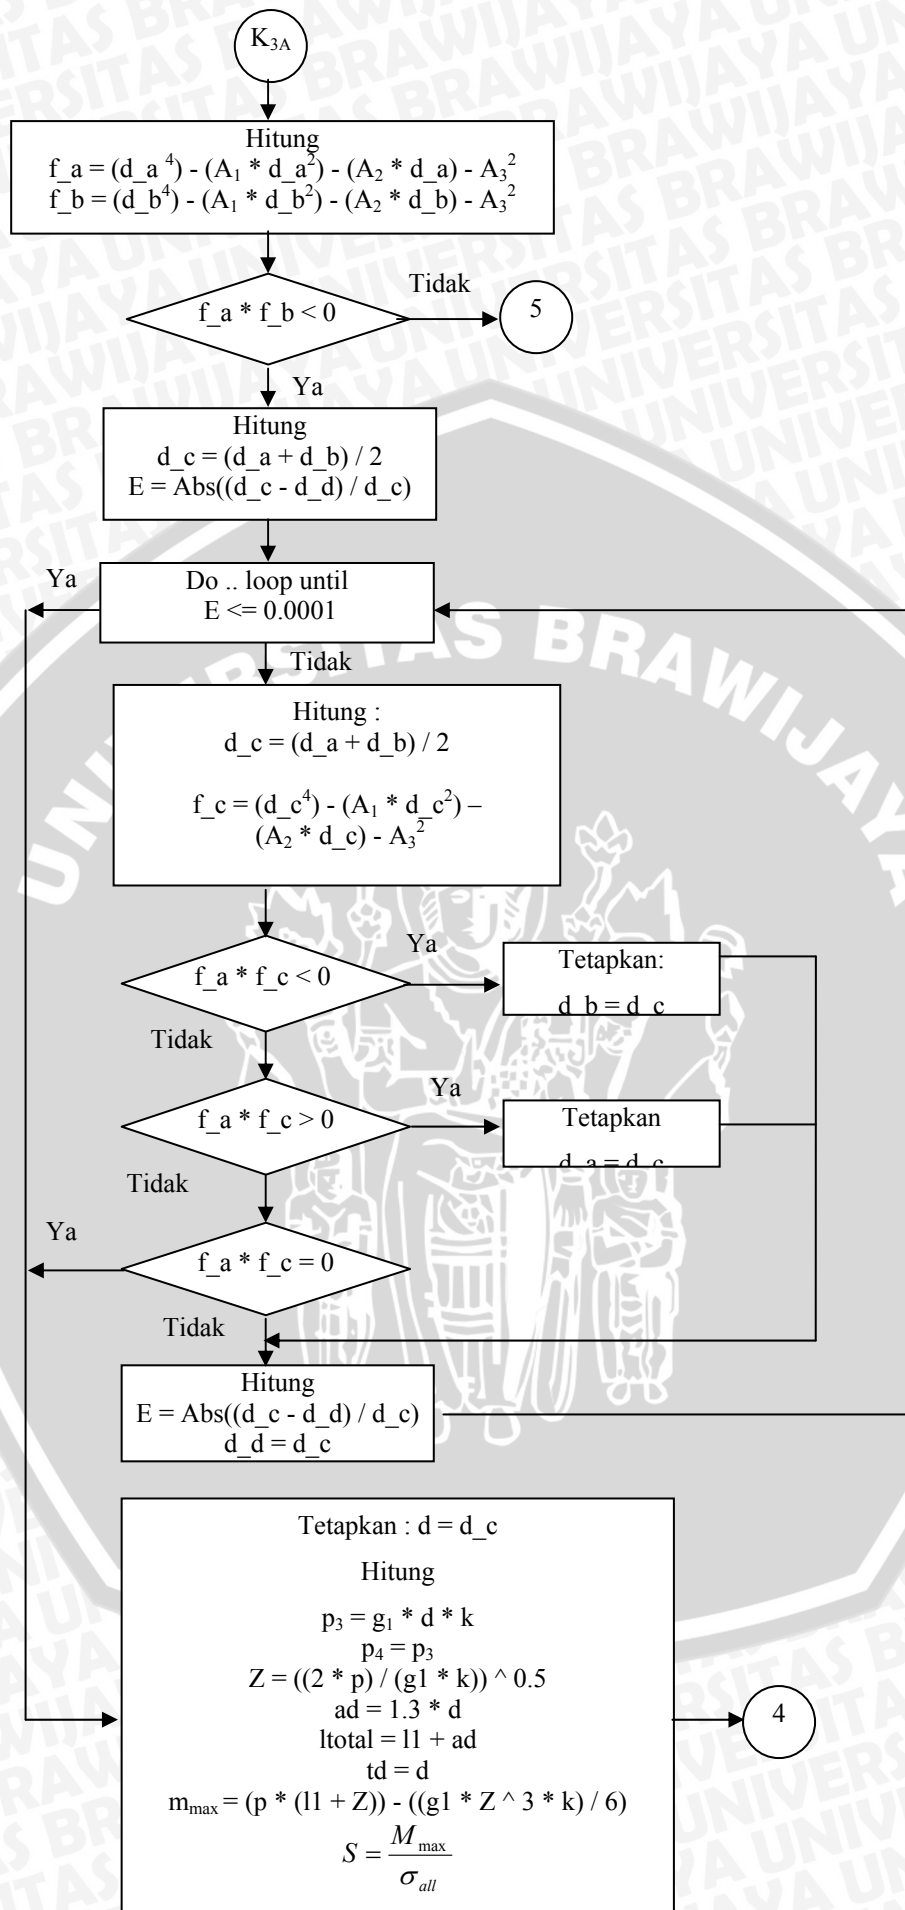 K₃A
Hitung
f_a = (d_a ⁴) - (A₁ * d_a²) - (A₂ * d_a) - A₃²
f_b = (d_b⁴) - (A₁ * d_b²) - (A₂ * d_b) - A₃²
f_a * f_b < 0
Tidak
5
Ya
Hitung
d_c = (d_a + d_b) / 2
E = Abs((d_c - d_d) / d_c)
Ya
Do .. loop until
E <= 0.0001
Tidak
UNIVERSITAS BRAWIJAYA
Hitung :
d_c = (d_a + d_b) / 2
f_c = (d_c⁴) - (A₁ * d_c²) –
(A₂ * d_c) - A₃²
f_a * f_c < 0
Ya
Tetapkan:
d_b = d_c
Tidak
f_a * f_c > 0
Ya
Tetapkan
d_a = d_c
Tidak
Ya
f_a * f_c = 0
Tidak
Hitung
E = Abs((d_c - d_d) / d_c)
d_d = d_c
Tetapkan : d = d_c
Hitung
p₃ = g₁ * d * k
p₄ = p₃
Z = ((2 * p) / (g1 * k)) ^ 0.5
ad = 1.3 * d
ltotal = l1 + ad
td = d
mmax = (p * (l1 + Z)) - ((g1 * Z ^ 3 * k) / 6)
S = Mmax / σall
4